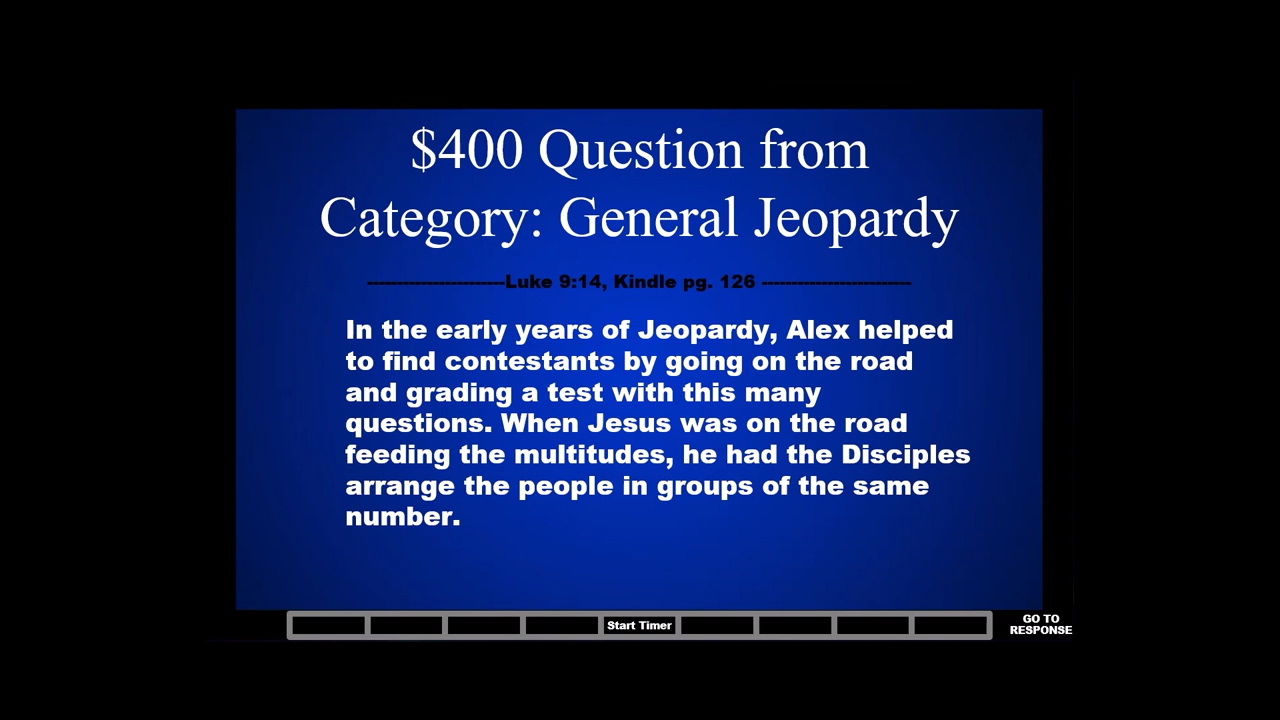 $400 Question from
Category: General Jeopardy
-----------------------Luke 9:14, Kindle pg. 126 -------------------------
In the early years of Jeopardy, Alex helped
to find contestants by going on the road
and grading a test with this many
questions. When Jesus was on the road
feeding the multitudes, he had the Disciples
arrange the people in groups of the same
number.
Start Timer
GO TO
RESPONSE